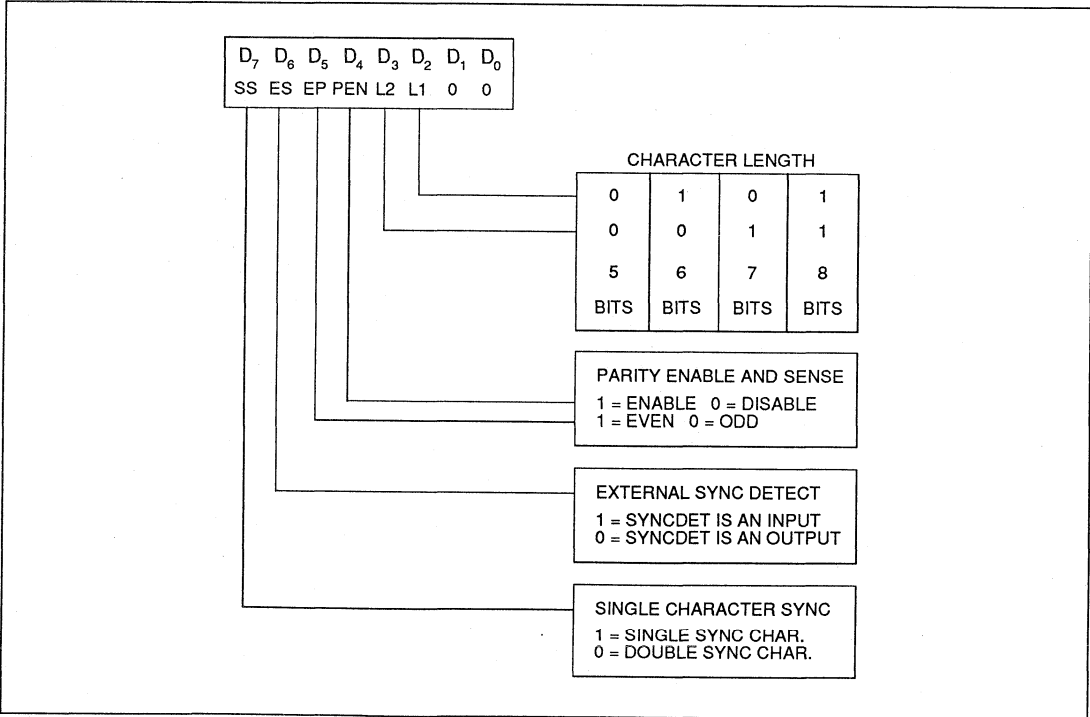 D7 D6 D5 D4 D3 D2 D1 D0
SS ES EP PEN L2 L1 0 0
CHARACTER LENGTH
0 1 0 1
0 0 1 1
5 6 7 8
BITS BITS BITS BITS
PARITY ENABLE AND SENSE
1 = ENABLE 0 = DISABLE
1 = EVEN 0 = ODD
EXTERNAL SYNC DETECT
1 = SYNCDET IS AN INPUT
0 = SYNCDET IS AN OUTPUT
SINGLE CHARACTER SYNC
1 = SINGLE SYNC CHAR.
0 = DOUBLE SYNC CHAR.